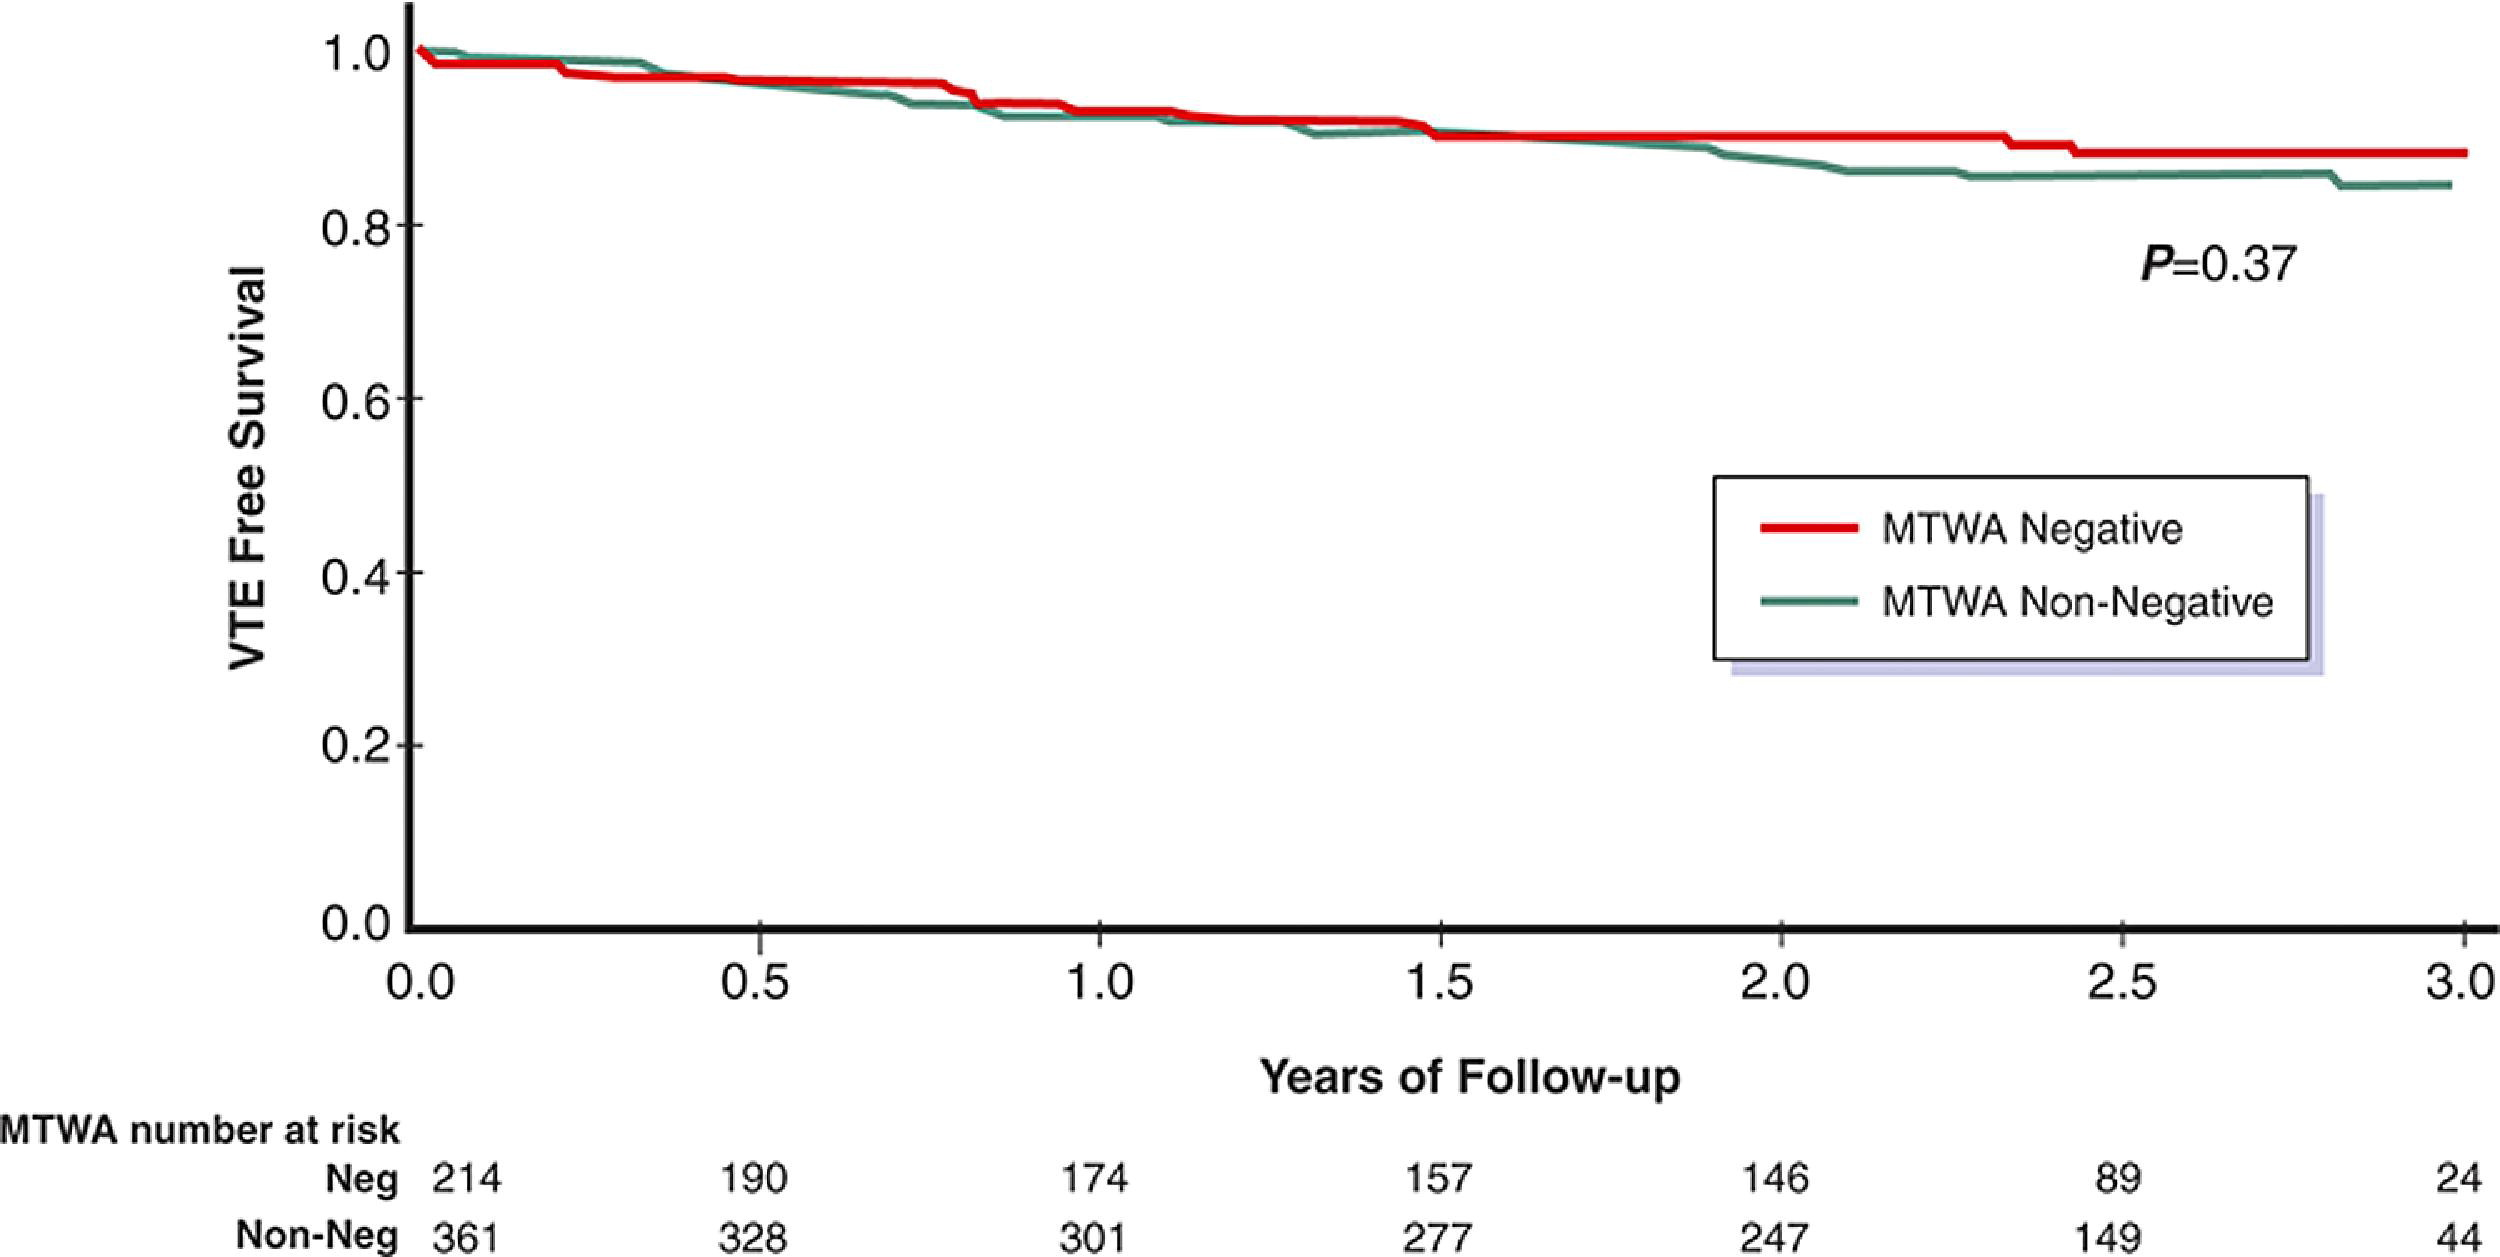 1.0
0.8
0.6
0.4
0.2
0.0
VTE Free Survival
P=0.37
MTWA Negative
MTWA Non-Negative
0.0 0.5 1.0 1.5 2.0 2.5 3.0
Years of Follow-up
MTWA number at risk
Neg 214 190 174 157 146 89 24
Non-Neg 361 328 301 277 247 149 44